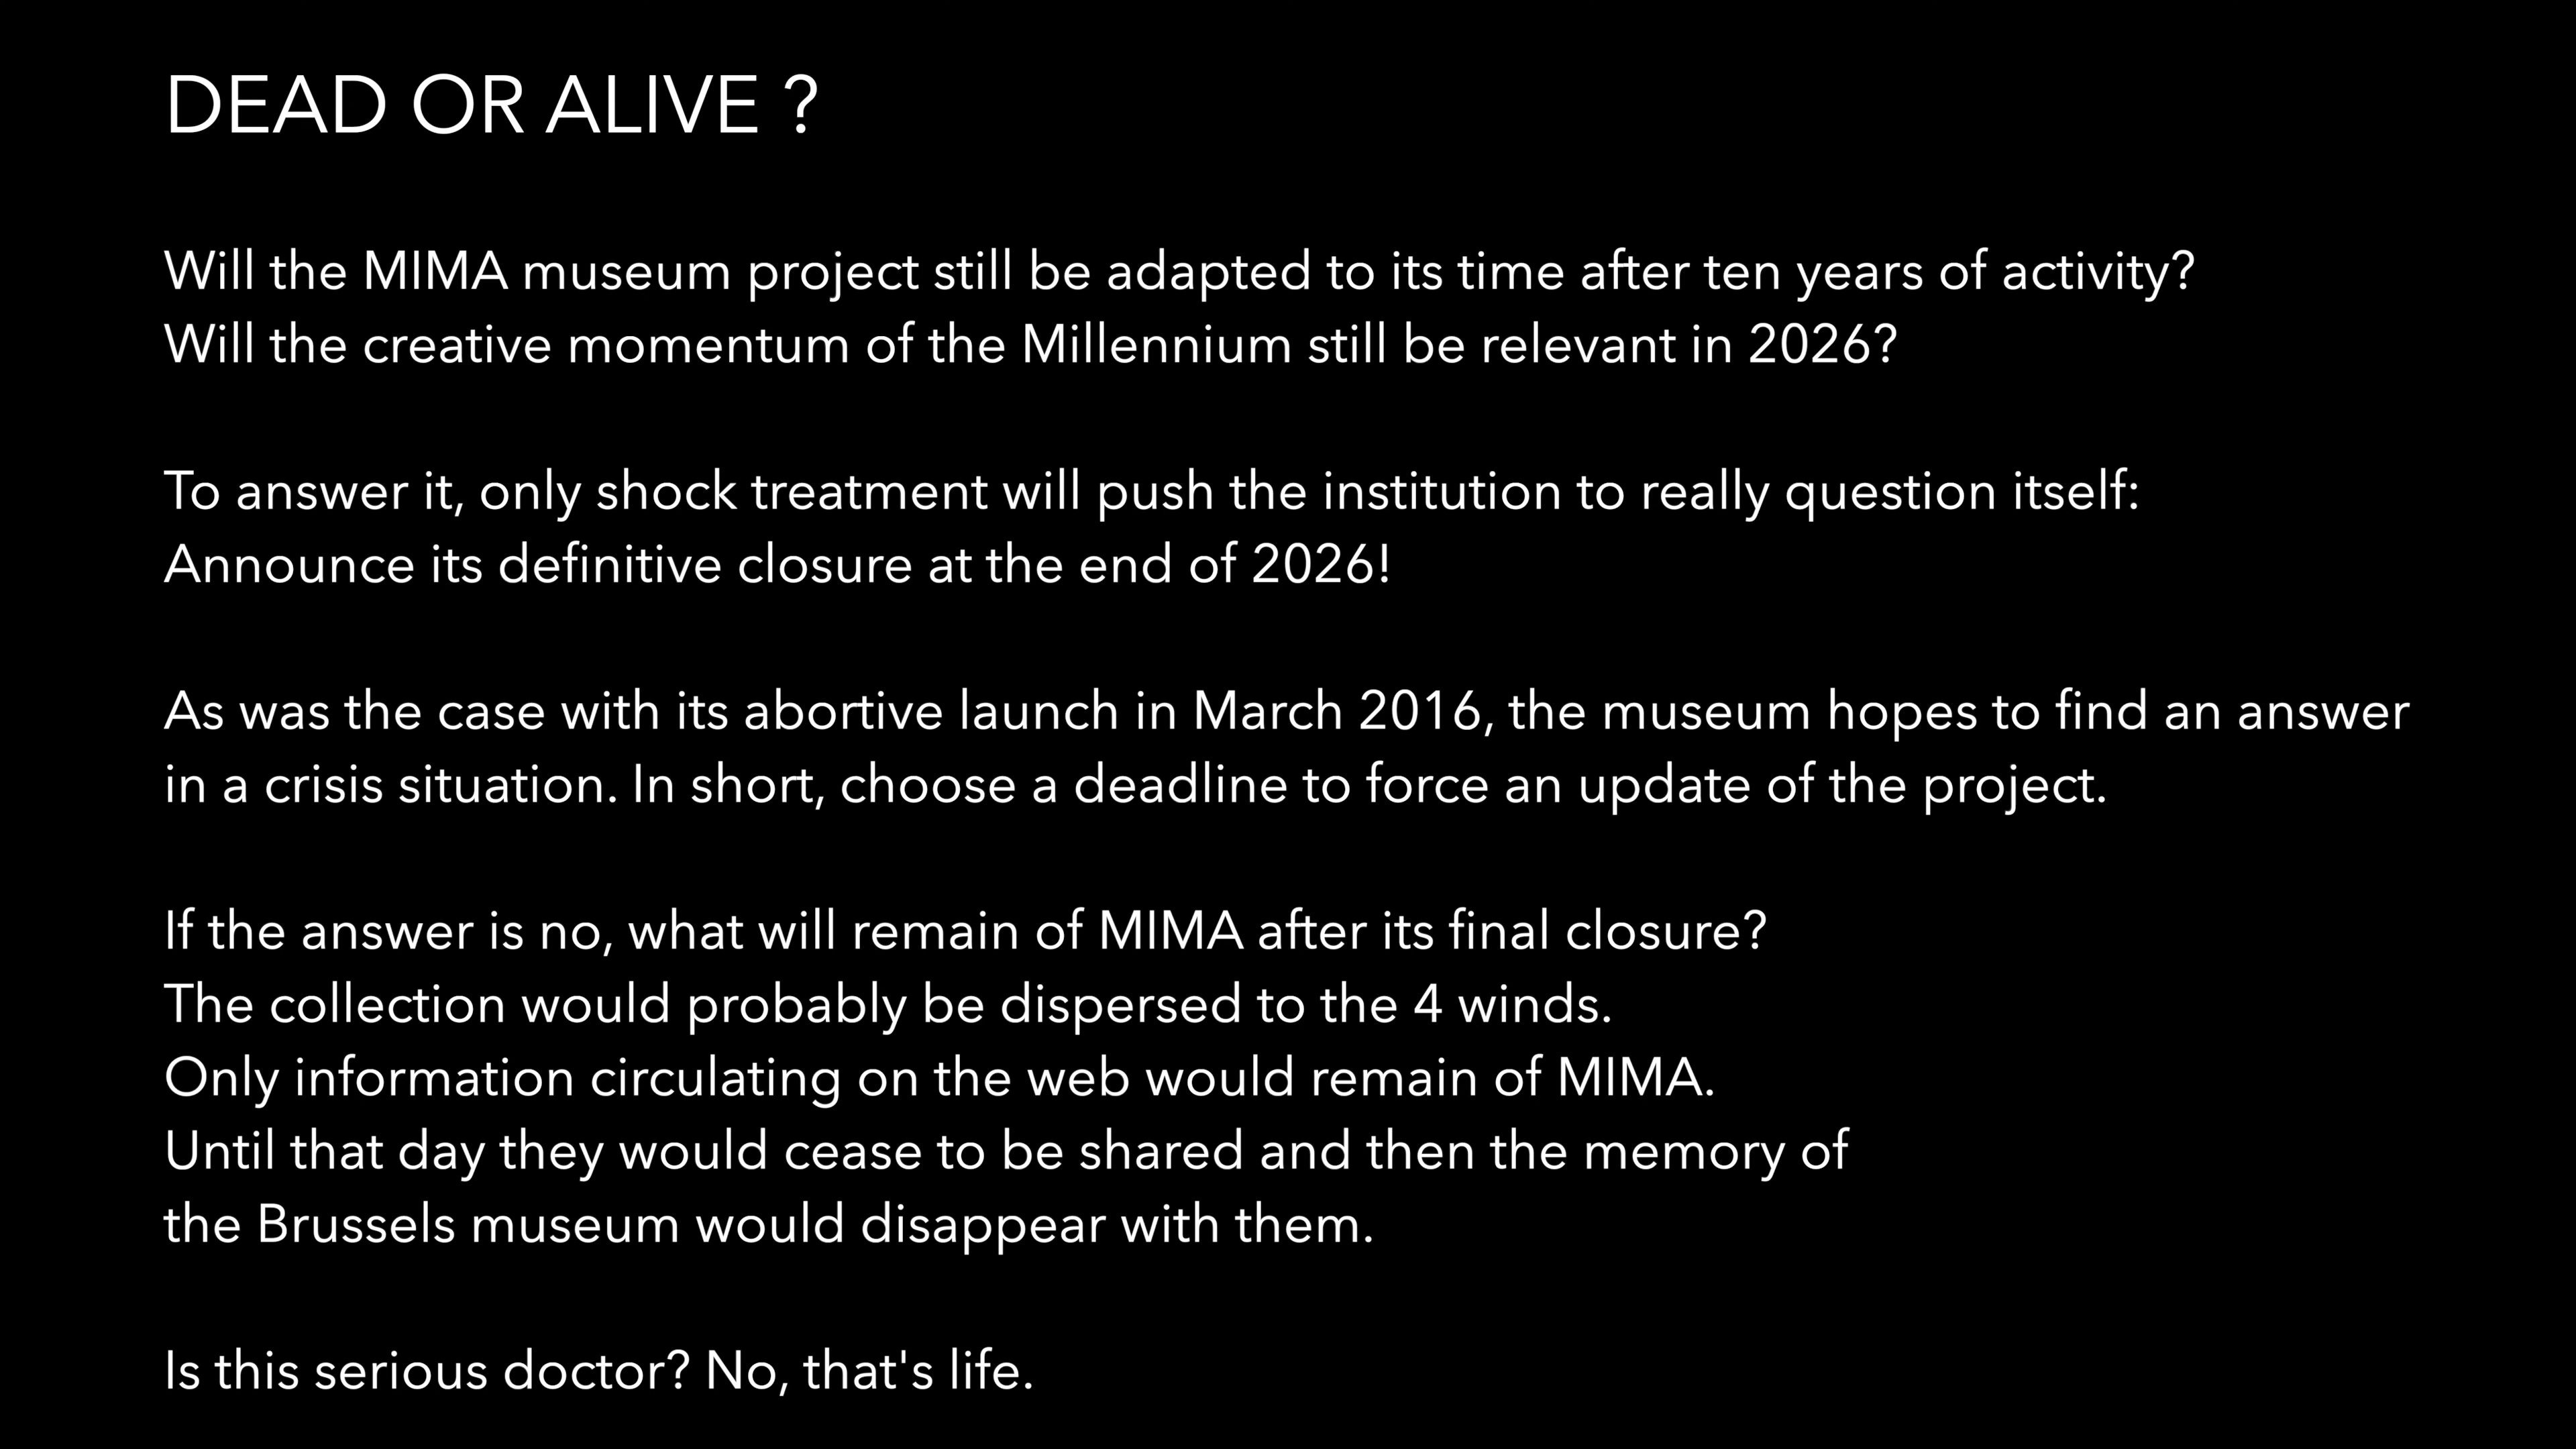 DEAD OR ALIVE ?
Will the MIMA museum project still be adapted to its time after ten years of activity?
Will the creative momentum of the Millennium still be relevant in 2026?
To answer it, only shock treatment will push the institution to really question itself:
Announce its definitive closure at the end of 2026!
As was the case with its abortive launch in March 2016, the museum hopes to find an answer
in a crisis situation. In short, choose a deadline to force an update of the project.
If the answer is no, what will remain of MIMA after its final closure?
The collection would probably be dispersed to the 4 winds.
Only information circulating on the web would remain of MIMA.
Until that day they would cease to be shared and then the memory of
the Brussels museum would disappear with them.
Is this serious doctor? No, that's life.